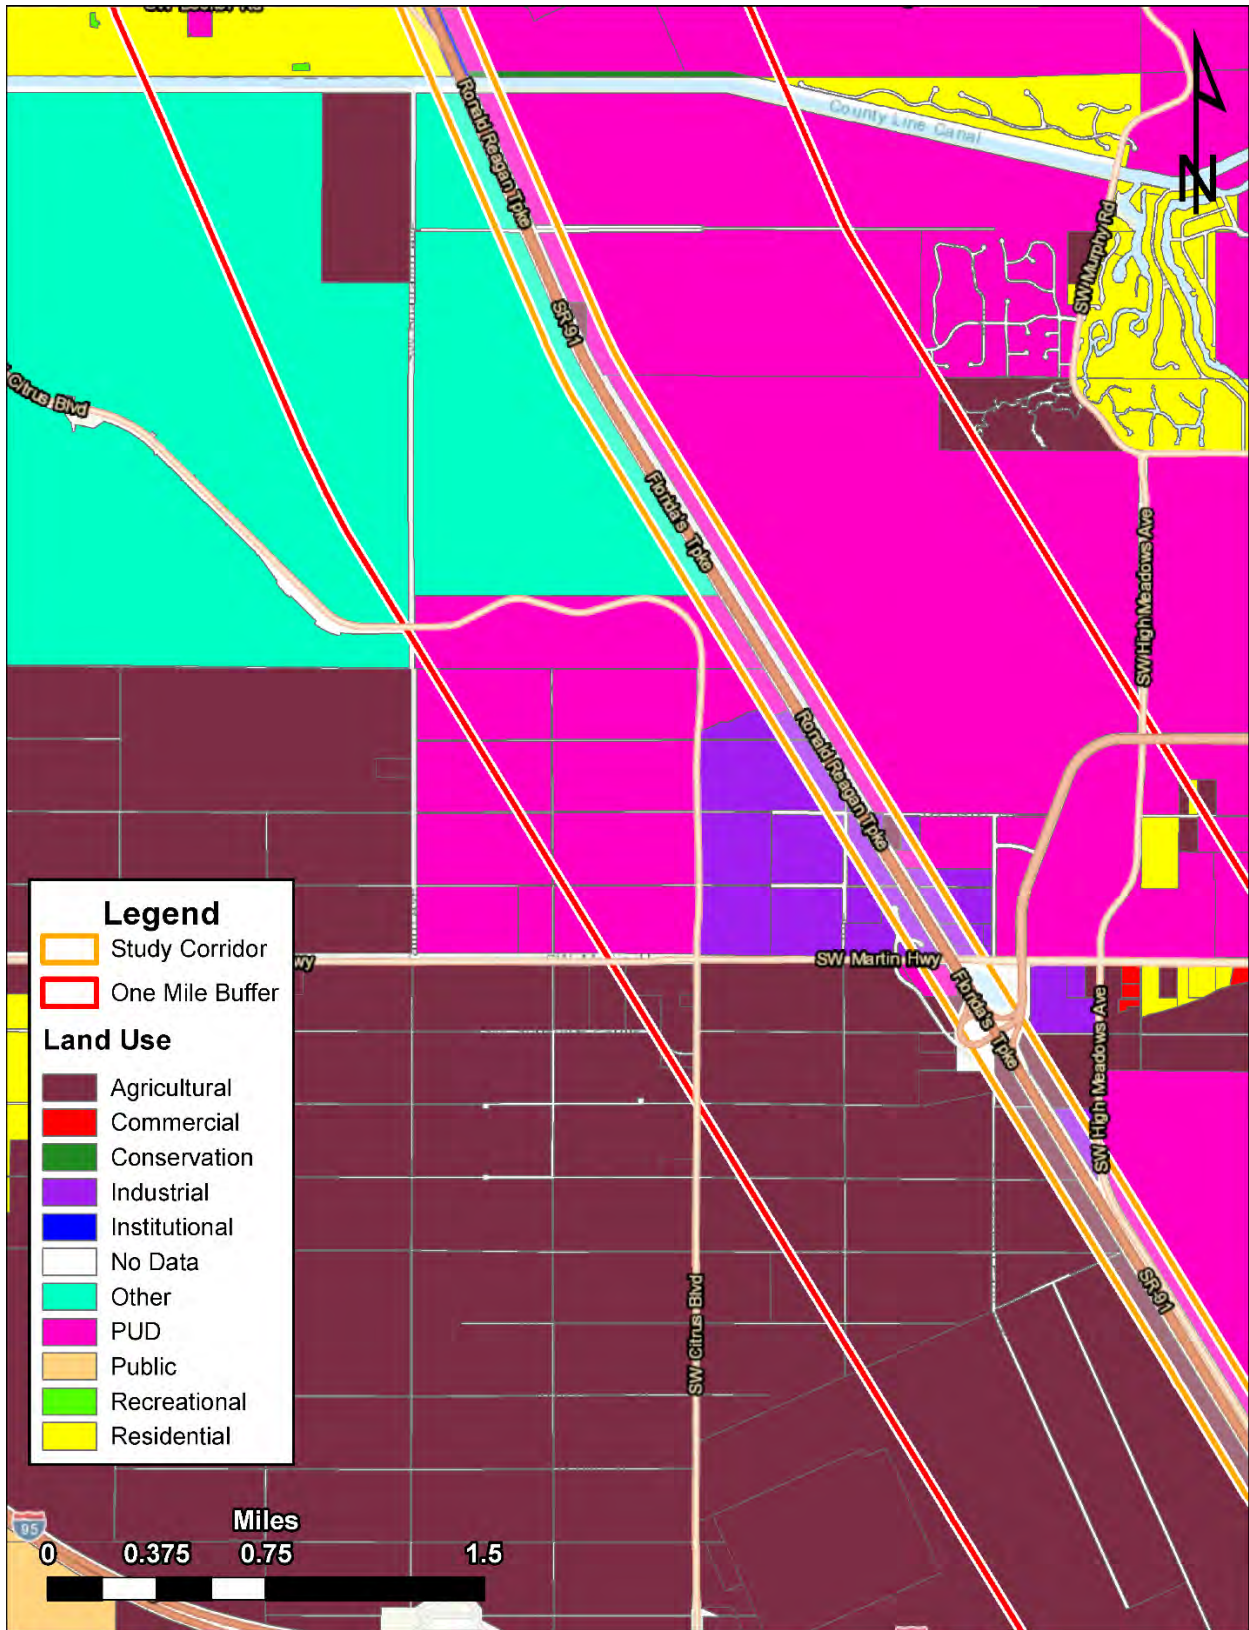 County Line Canal
N
Ronald Reagan Tpke
SW Murphy Rd
SR-91
Citrus Blvd
Florida's Tpke
SW High Meadows Ave
Ronald Reagan Tpke
SW Martin Hwy
wy
Florida's Tpke
SW High Meadows Ave
SR-91
SW Citrus Blvd
Legend
Study Corridor
One Mile Buffer
Land Use
Agricultural
Commercial
Conservation
Industrial
Institutional
No Data
Other
PUD
Public
Recreational
Residential
95
Miles
0 0.375 0.75 1.5